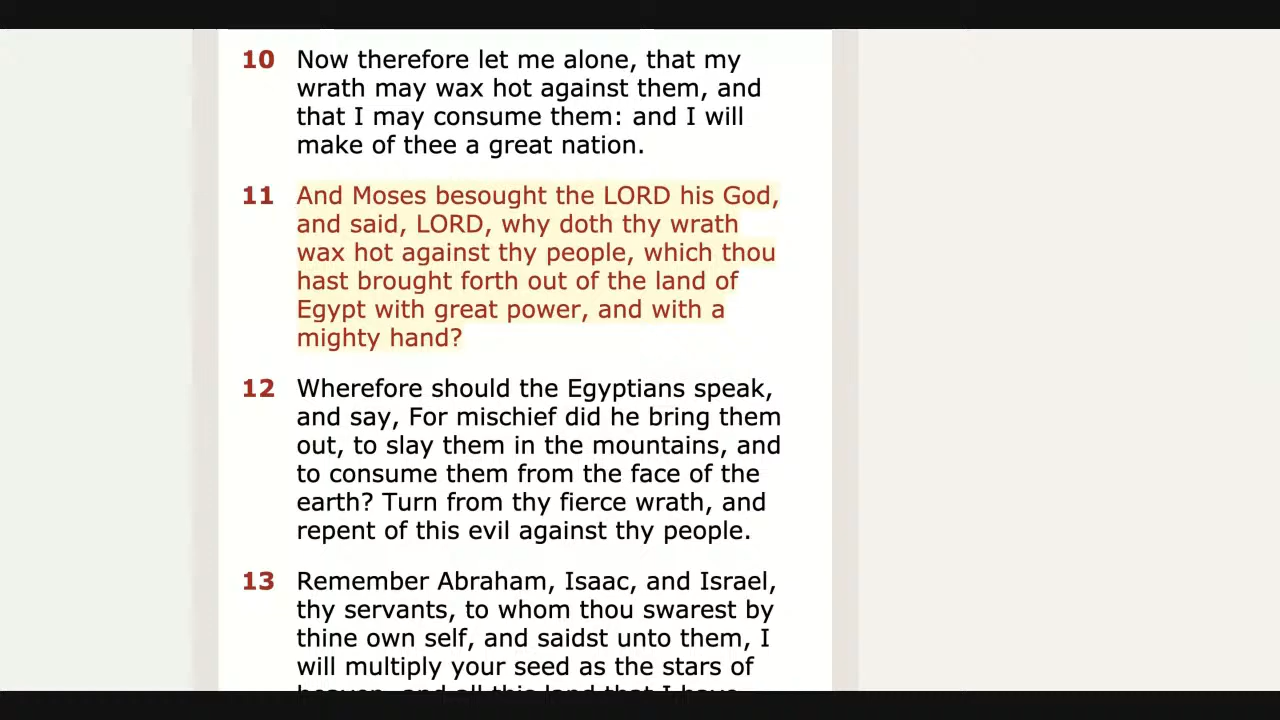 10 Now therefore let me alone, that my
wrath may wax hot against them, and
that I may consume them: and I will
make of thee a great nation.
11 And Moses besought the LORD his God,
and said, LORD, why doth thy wrath
wax hot against thy people, which thou
hast brought forth out of the land of
Egypt with great power, and with a
mighty hand?
12 Wherefore should the Egyptians speak,
and say, For mischief did he bring them
out, to slay them in the mountains, and
to consume them from the face of the
earth? Turn from thy fierce wrath, and
repent of this evil against thy people.
13 Remember Abraham, Isaac, and Israel,
thy servants, to whom thou swarest by
thine own self, and saidst unto them, I
will multiply your seed as the stars of
heaven, and all this land that I have